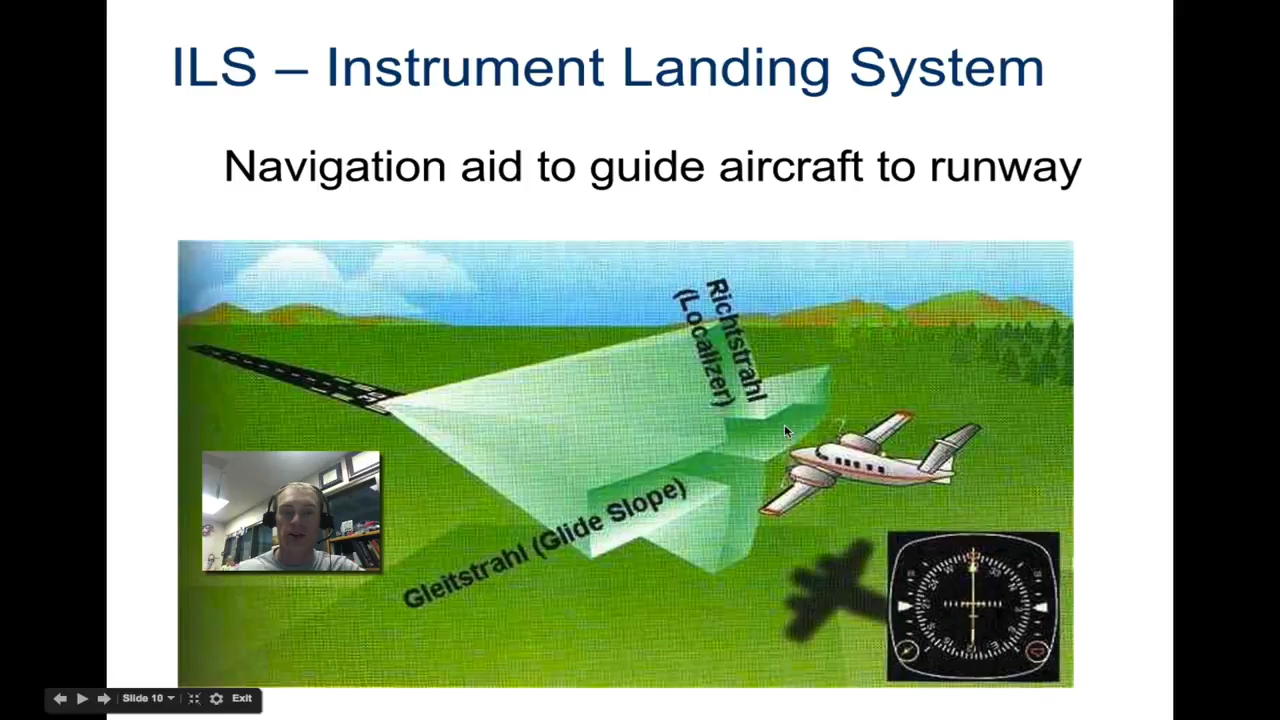 ILS – Instrument Landing System
Navigation aid to guide aircraft to runway
Richtstrahl
(Localizer)
Gleitstrahl (Glide Slope)
Slide 10
Exit